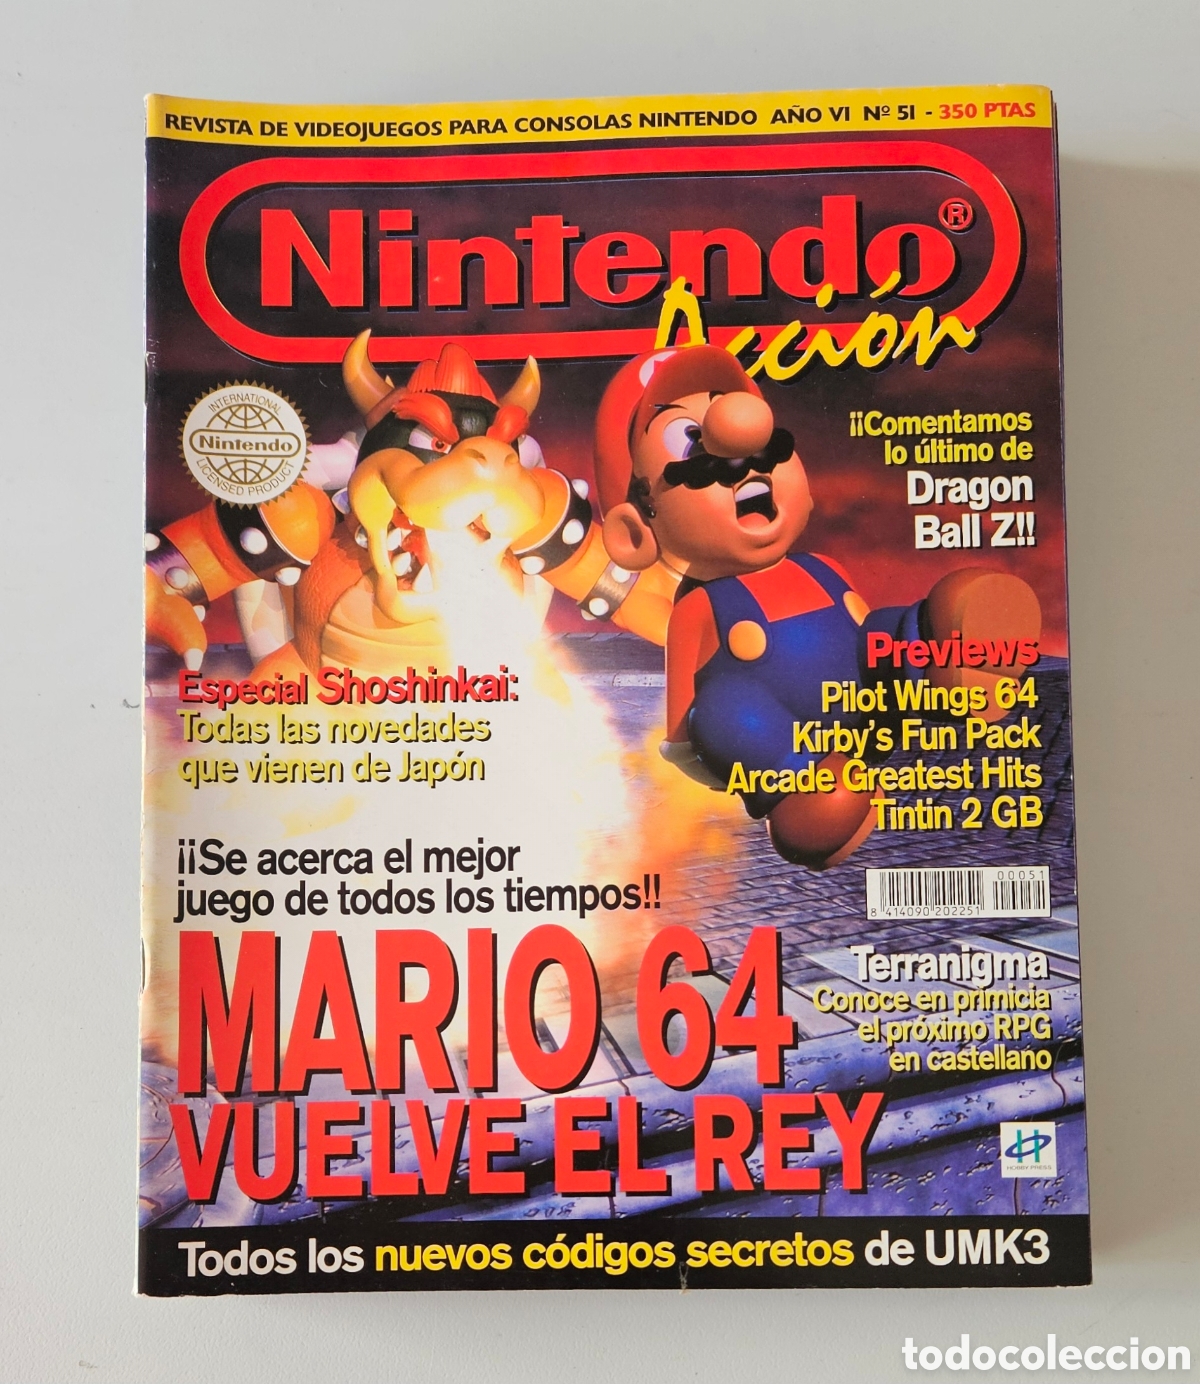 REVISTA DE VIDEOJUEGOS PARA CONSOLAS NINTENDO AÑO VI Nº 51 - 350 PTAS
Nintendo®
Acción
INTERNATIONAL
Nintendo
LICENSED PRODUCT
¡¡Comentamos
lo último de
Dragon
Ball Z!!
Especial Shoshinkai:
Todas las novedades
que vienen de Japón
Previews
Pilot Wings 64
Kirby's Fun Pack
Arcade Greatest Hits
Tintin 2 GB
¡¡Se acerca el mejor
juego de todos los tiempos!!
00051
8 414090 202251
MARIO 64
VUELVE EL REY
Terranigma
Conoce en primicia
el próximo RPG
en castellano
HOBBY PRESS
Todos los nuevos códigos secretos de UMK3
todocoleccion